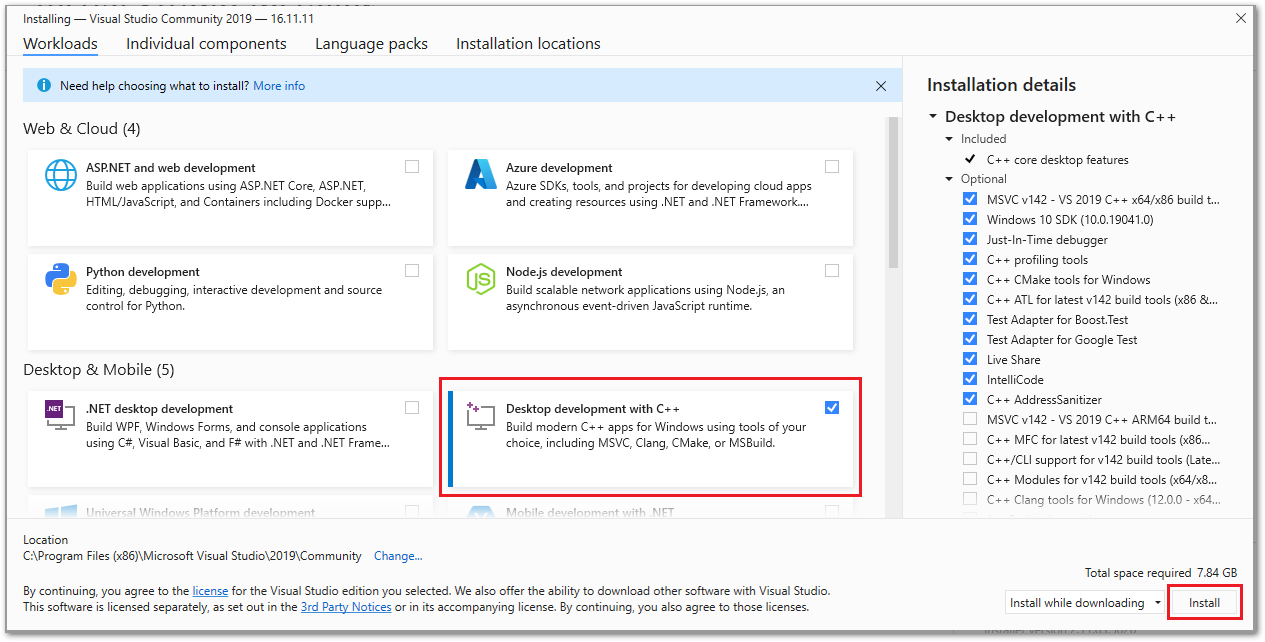 Installing — Visual Studio Community 2019 — 16.11.11
Workloads
Individual components
Language packs
Installation locations
Need help choosing what to install? More info
Web & Cloud (4)
ASP.NET and web development
Build web applications using ASP.NET Core, ASP.NET,
HTML/JavaScript, and Containers including Docker supp...
Azure development
Azure SDKs, tools, and projects for developing cloud apps
and creating resources using .NET and .NET Framework....
Python development
Editing, debugging, interactive development and source
control for Python.
JS
Node.js development
Build scalable network applications using Node.js, an
asynchronous event-driven JavaScript runtime.
Desktop & Mobile (5)
.NET
.NET desktop development
Build WPF, Windows Forms, and console applications
using C#, Visual Basic, and F# with .NET and .NET Frame...
Desktop development with C++
Build modern C++ apps for Windows using tools of your
choice, including MSVC, Clang, CMake, or MSBuild.
Universal Windows Platform development
Mobile development with .NET
Installation details
Desktop development with C++
Included
C++ core desktop features
Optional
MSVC v142 - VS 2019 C++ x64/x86 build t...
Windows 10 SDK (10.0.19041.0)
Just-In-Time debugger
C++ profiling tools
C++ CMake tools for Windows
C++ ATL for latest v142 build tools (x86 &...
Test Adapter for Boost.Test
Test Adapter for Google Test
Live Share
IntelliCode
C++ AddressSanitizer
MSVC v142 - VS 2019 C++ ARM64 build t...
C++ MFC for latest v142 build tools (x86...
C++/CLI support for v142 build tools (Late...
C++ Modules for v142 build tools (x64/x8...
C++ Clang tools for Windows (12.0.0 - x64...
Location
C:\Program Files (x86)\Microsoft Visual Studio\2019\Community Change...
By continuing, you agree to the license for the Visual Studio edition you selected. We also offer the ability to download other software with Visual Studio.
This software is licensed separately, as set out in the 3rd Party Notices or in its accompanying license. By continuing, you also agree to those licenses.
Total space required 7.84 GB
Install while downloading
Install